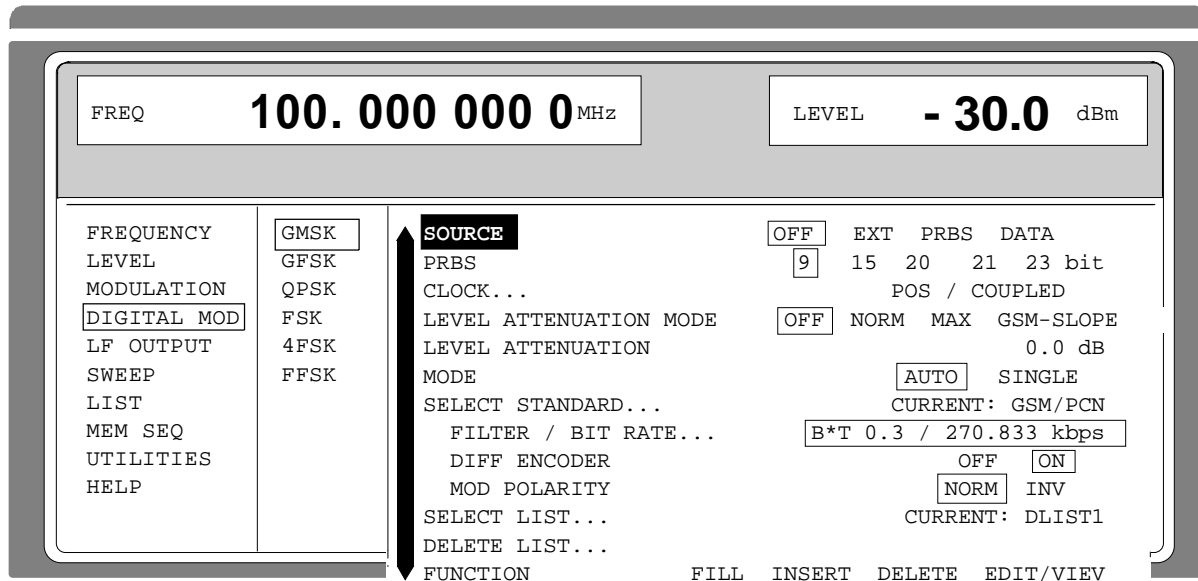 FREQ 100. 000 000 0 MHz LEVEL - 30.0 dBm
FREQUENCY GMSK SOURCE OFF EXT PRBS DATA
LEVEL GFSK PRBS 9 15 20 21 23 bit
MODULATION QPSK CLOCK... POS / COUPLED
DIGITAL MOD FSK LEVEL ATTENUATION MODE OFF NORM MAX GSM-SLOPE
LF OUTPUT 4FSK LEVEL ATTENUATION 0.0 dB
SWEEP FFSK MODE AUTO SINGLE
LIST SELECT STANDARD... CURRENT: GSM/PCN
MEM SEQ FILTER / BIT RATE... B*T 0.3 / 270.833 kbps
UTILITIES DIFF ENCODER OFF ON
HELP MOD POLARITY NORM INV
SELECT LIST... CURRENT: DLIST1
DELETE LIST...
FUNCTION FILL INSERT DELETE EDIT/VIEV